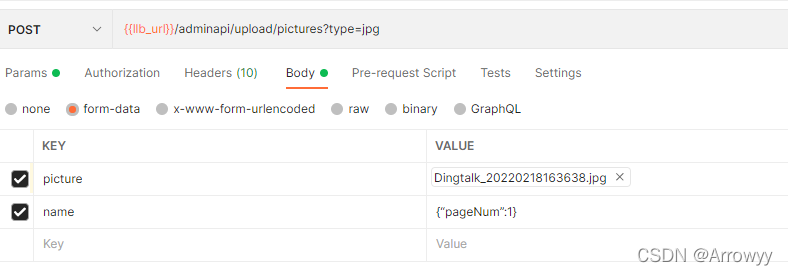 POST {{llb_url}}/adminapi/upload/pictures?type=jpg
Params Authorization Headers (10) Body Pre-request Script Tests Settings
none form-data x-www-form-urlencoded raw binary GraphQL
KEY VALUE
picture Dingtalk_20220218163638.jpg ×
name {“pageNum”:1}
Key Value
CSDN @Arrowyy